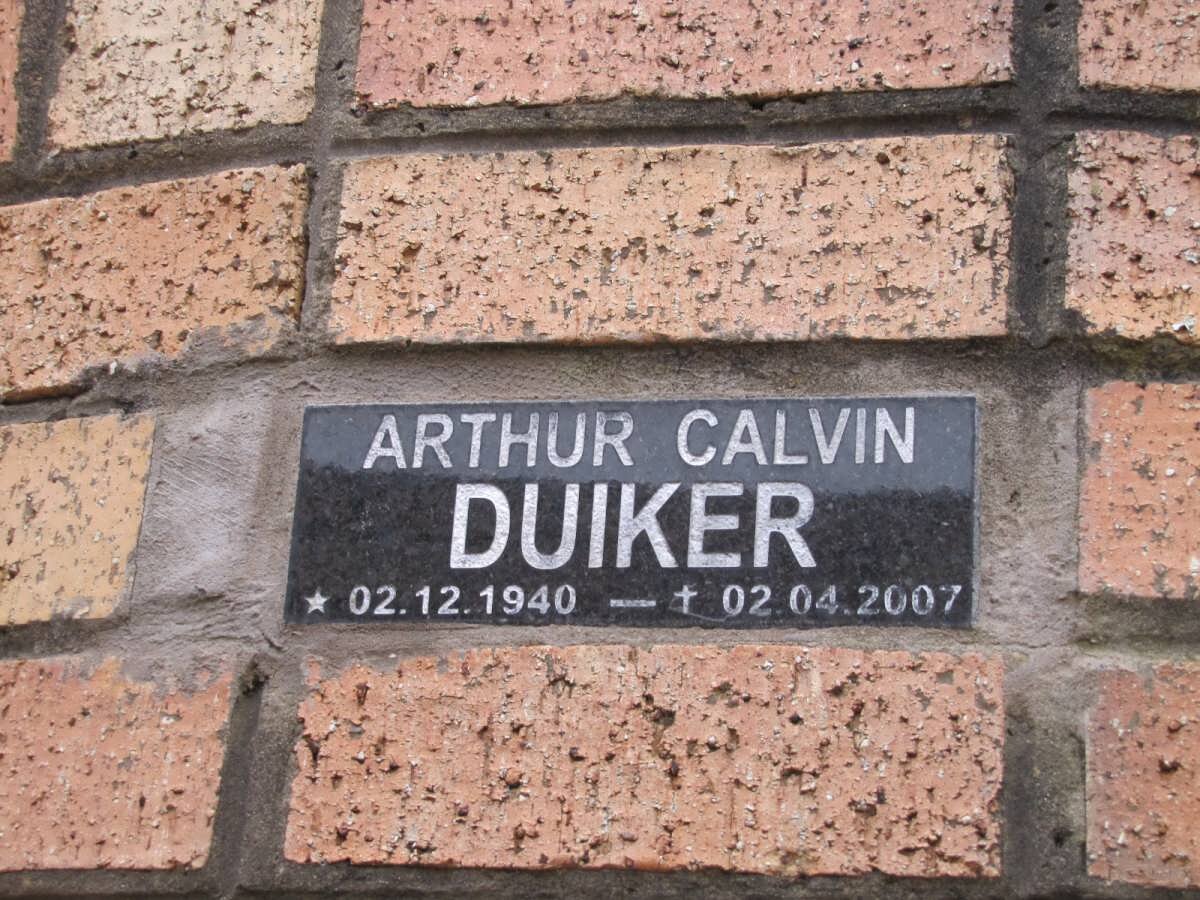 ARTHUR CALVIN
DUIKER
★ 02.12.1940 — ✝ 02.04.2007